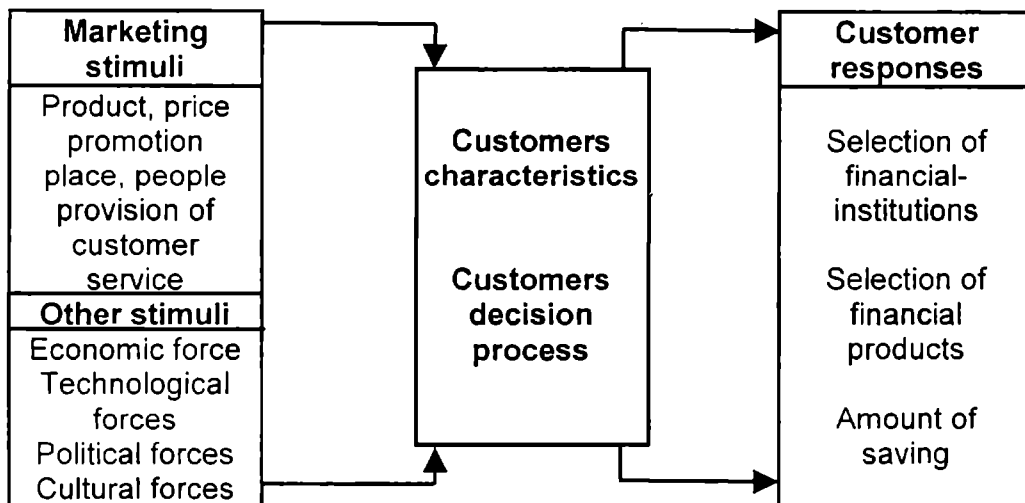 Marketing
stimuli
Product, price
promotion
place, people
provision of
customer
service
Other stimuli
Economic force
Technological
forces
Political forces
Cultural forces
Customers
characteristics
Customers
decision
process
Customer
responses
Selection of
financial-
institutions
Selection of
financial
products
Amount of
saving